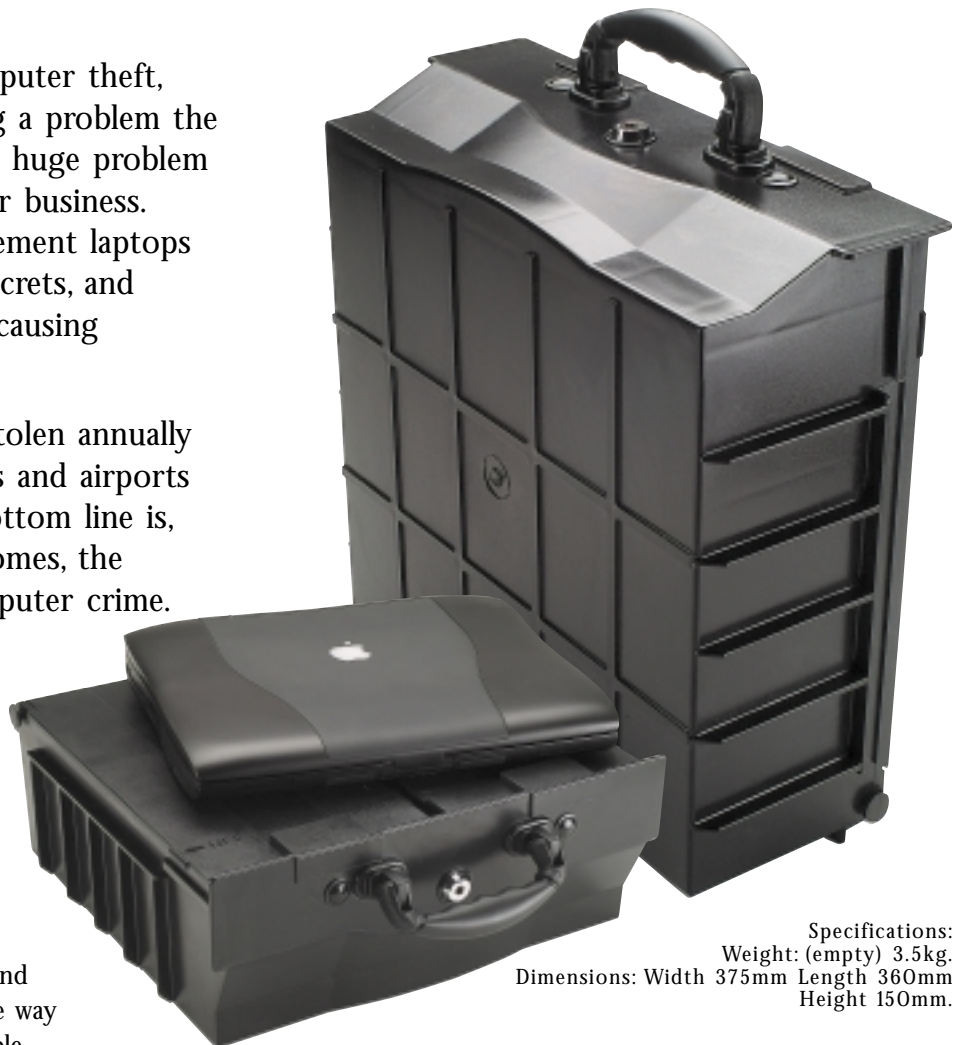 puter theft,
g a problem the
huge problem
r business.
ement laptops
crets, and
causing
tolen annually
s and airports
ottom line is,
omes, the
puter crime.
nd
e way
Specifications:
Weight: (empty) 3.5kg.
Dimensions: Width 375mm Length 360mm
Height 150mm.